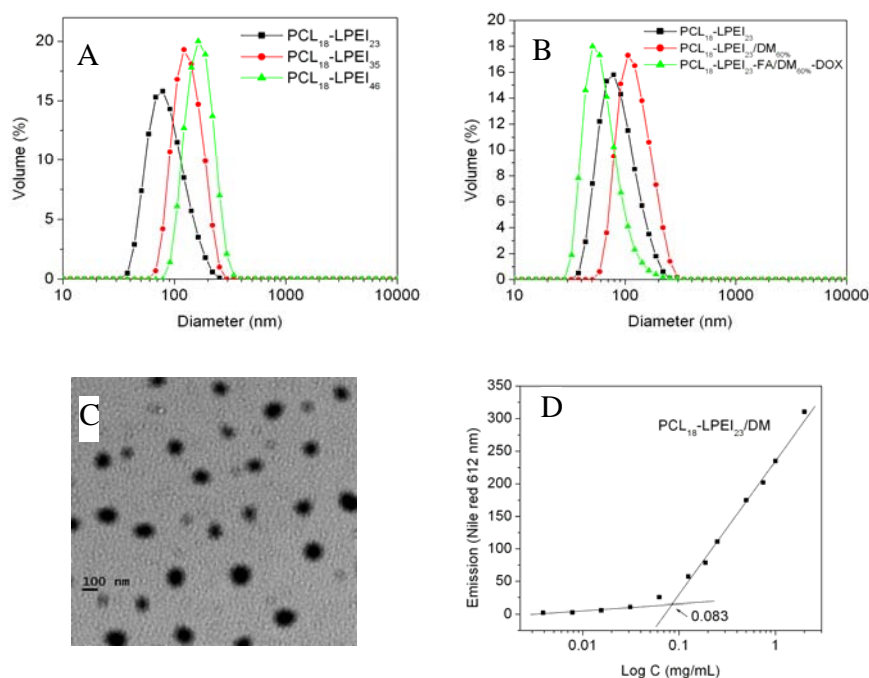 A
PCL₁₈-LPEI₂₃
PCL₁₈-LPEI₃₅
PCL₁₈-LPEI₄₆
Volume (%)
20
15
10
5
0
10 100 1000 10000
Diameter (nm)
B
PCL₁₈-LPEI₂₃
PCL₁₈-LPEI₂₃/DM₆₀%
PCL₁₈-LPEI₂₃-FA/DM₆₀%-DOX
Volume (%)
20
18
16
14
12
10
8
6
4
2
0
10 100 1000 10000
Diameter (nm)
C
100 nm
D
PCL₁₈-LPEI₂₃/DM
Emission (Nile red 612 nm)
350
300
250
200
150
100
50
0
0.083
0.01 0.1 1
Log C (mg/mL)